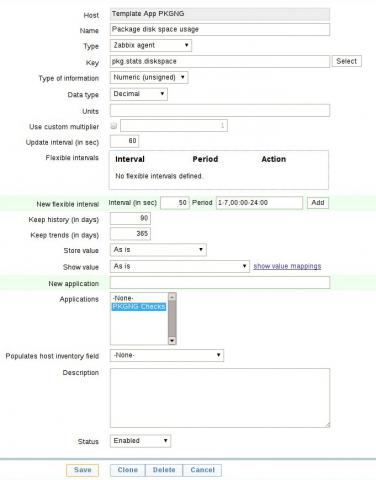 Host Template App PKGNG
Name Package disk space usage
Type Zabbix agent
Key pkg.stats.diskspace Select
Type of information Numeric (unsigned)
Data type Decimal
Units
Use custom multiplier 1
Update interval (in sec) 60
Flexible intervals Interval Period Action
No flexible intervals defined.
New flexible interval Interval (in sec) 50 Period 1-7,00:00-24:00 Add
Keep history (in days) 90
Keep trends (in days) 365
Store value As is
Show value As is show value mappings
New application
Applications -None-
PKGNG Checks
Populates host inventory field -None-
Description
Status Enabled
Save Clone Delete Cancel